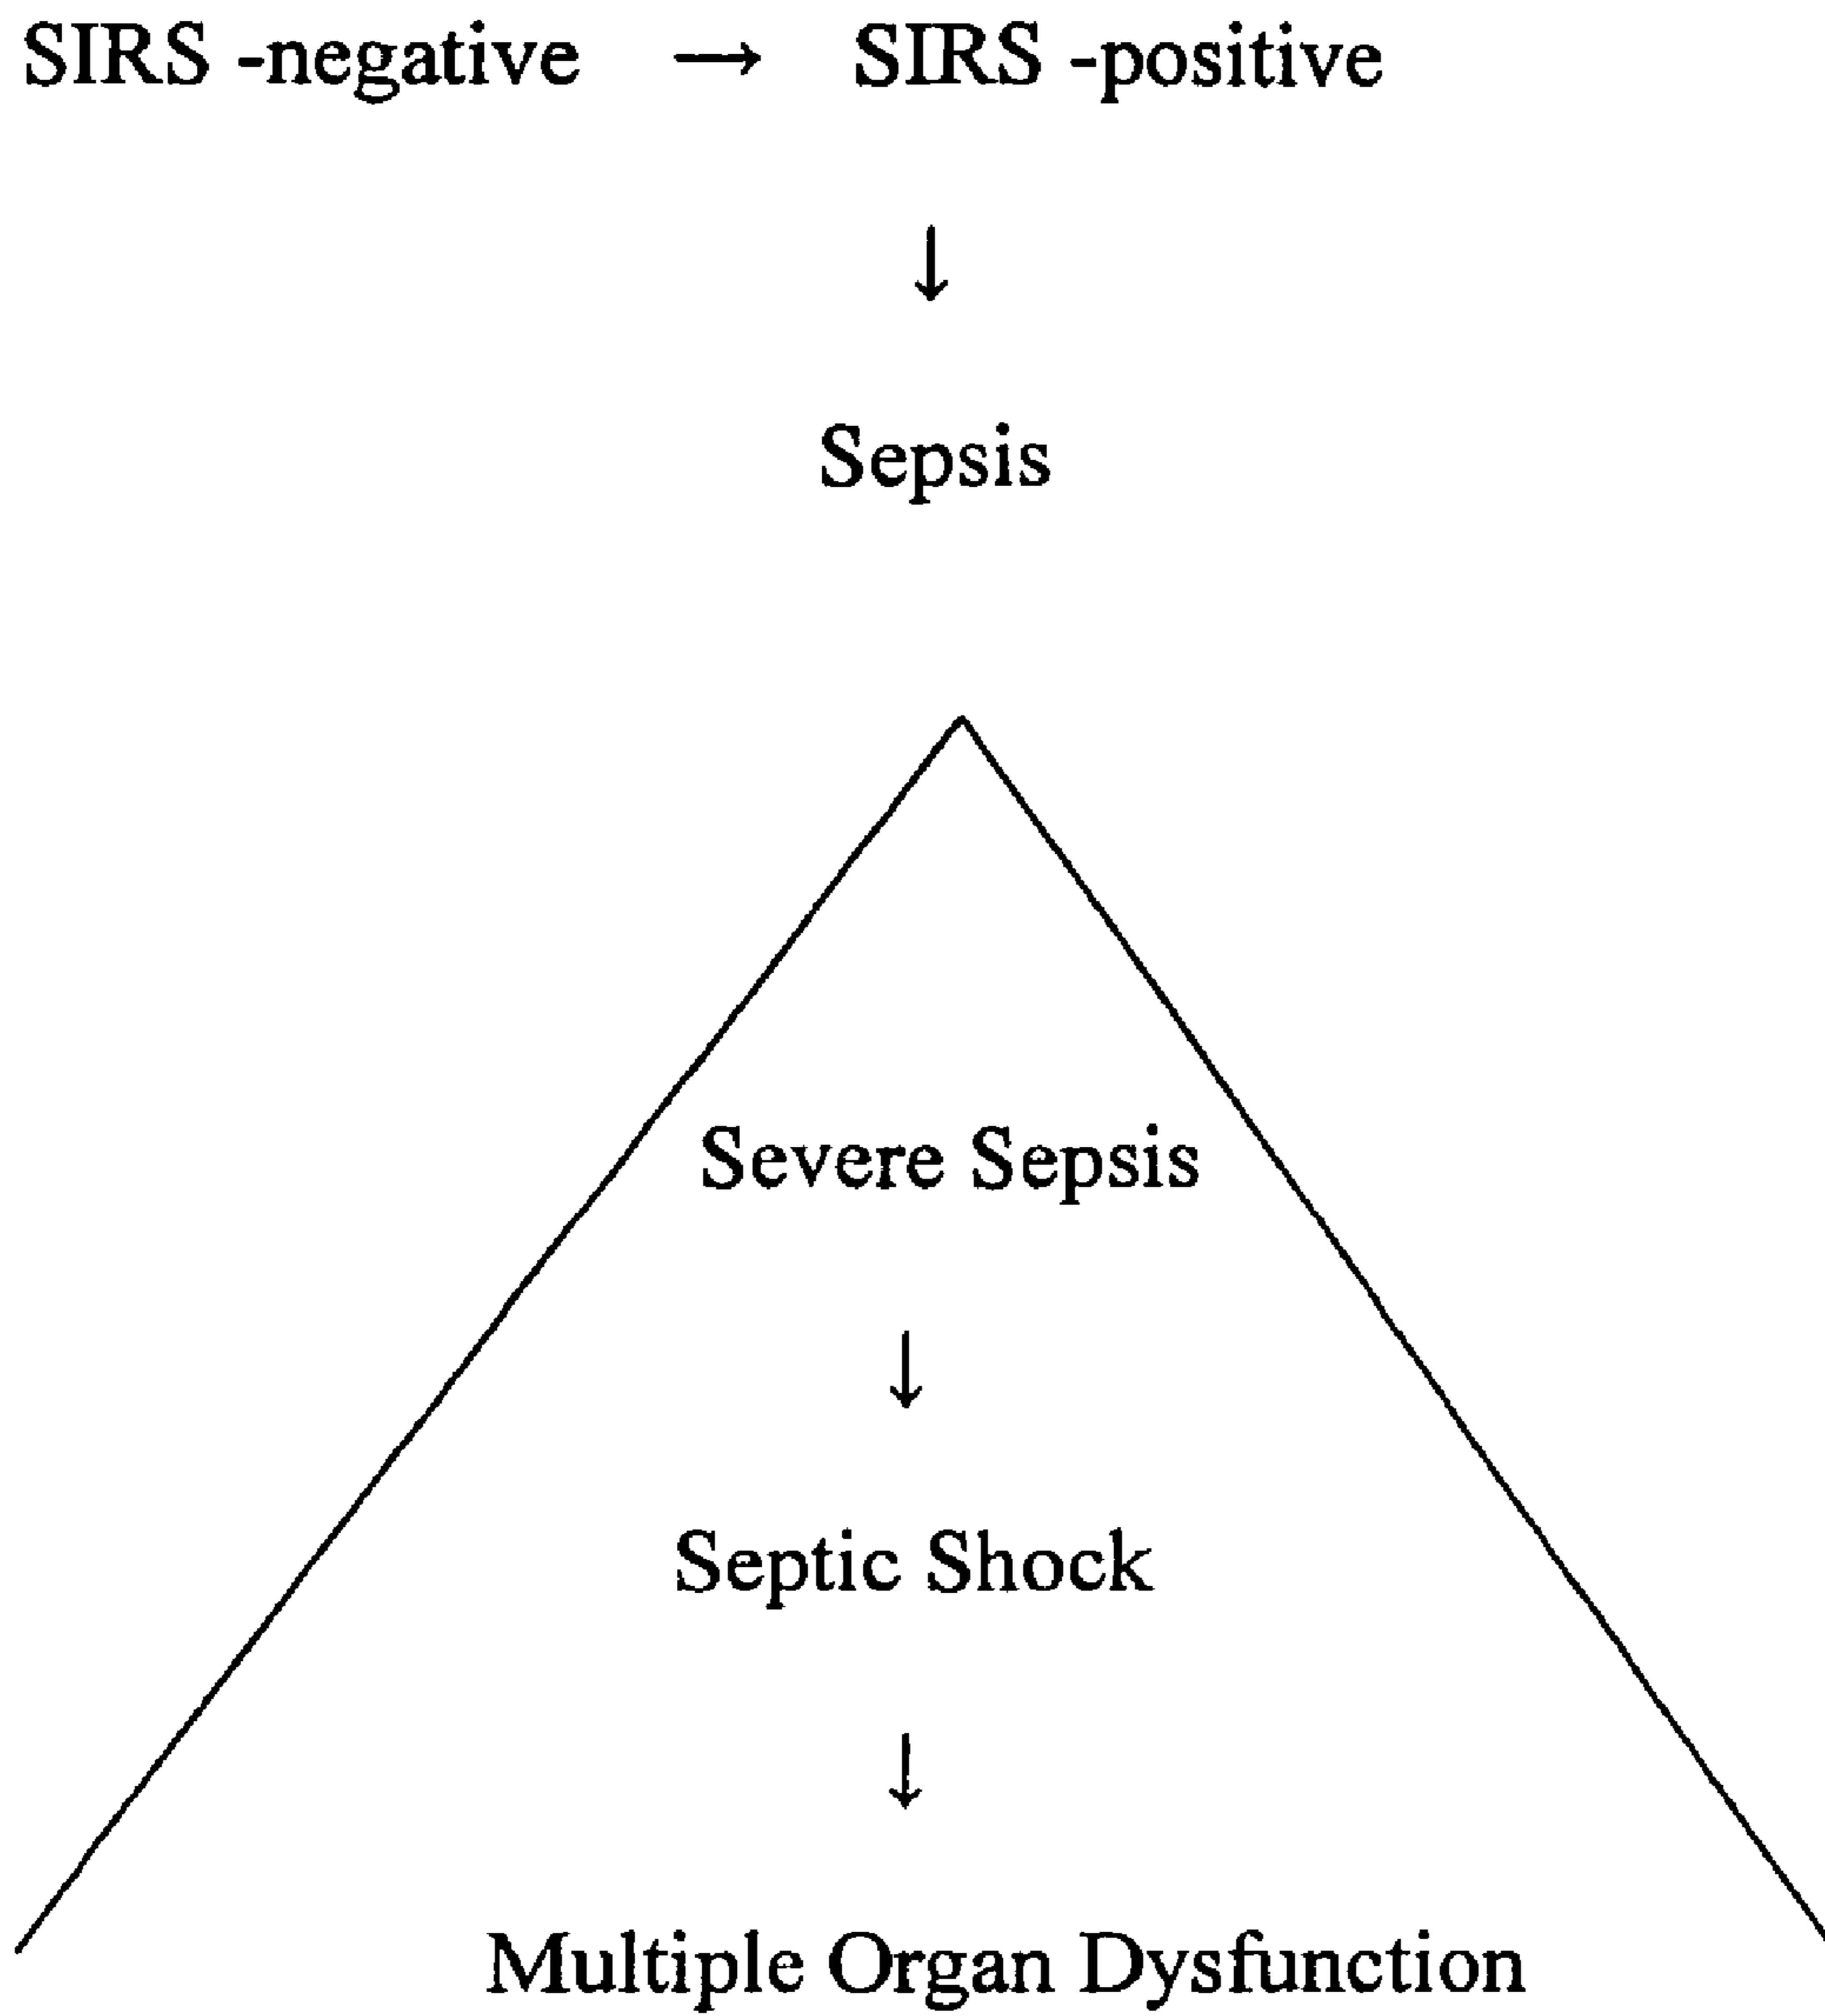 SIRS -negative → SIRS -positive
↓
Sepsis
Severe Sepsis
↓
Septic Shock
↓
Multiple Organ Dysfunction